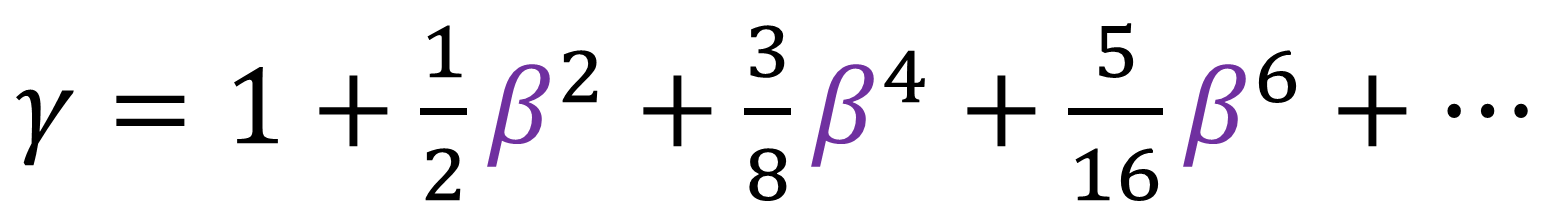 γ = 1 + 1/2 β² + 3/8 β⁴ + 5/16 β⁶ + ⋯